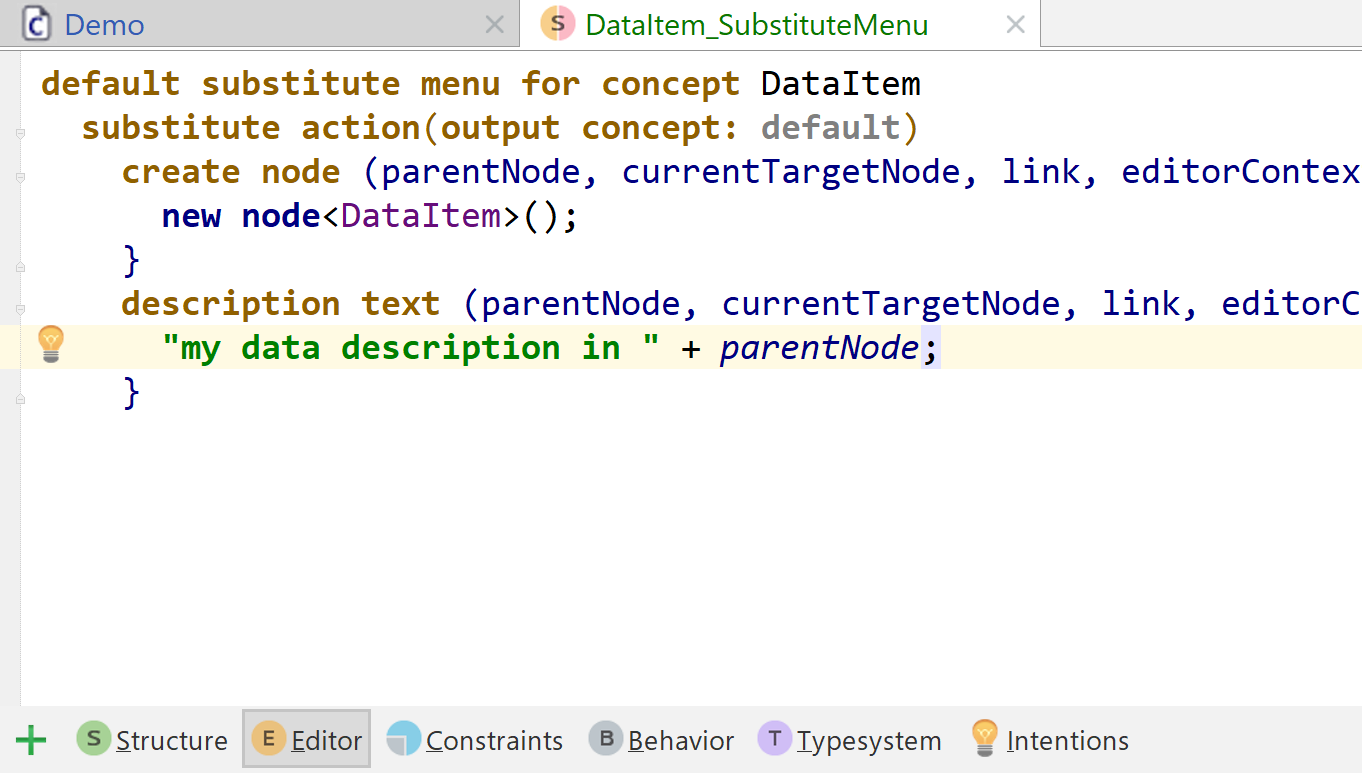 Demo DataItem_SubstituteMenu
default substitute menu for concept DataItem
substitute action(output concept: default)
create node (parentNode, currentTargetNode, link, editorContex
new node<DataItem>();
}
description text (parentNode, currentTargetNode, link, editorC
"my data description in " + parentNode;
}
S Structure E Editor Constraints B Behavior T Typesystem Intentions